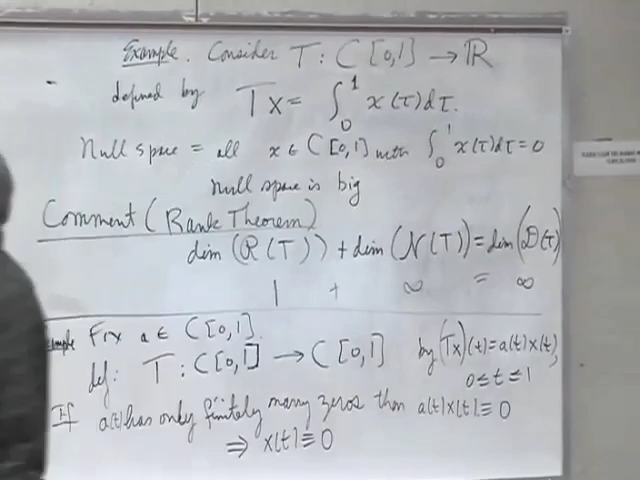 Example. Consider T : C[0,1] → ℝ
defined by Tx = ∫₀¹ x(τ)dτ.
Null space = all x ∈ C[0,1] with ∫₀¹ x(τ)dτ = 0
Null space is big
Comment (Rank Theorem)
dim (R(T)) + dim (N(T)) = dim (D(T))
1 + ∞ = ∞
ample Fix a ∈ C[0,1].
def: T : C[0,1] → C[0,1] by (Tx)(t) = a(t)x(t),
0 ≤ t ≤ 1
If a(t) has only finitely many zeros then a(t)x(t) ≡ 0
⇒ x(t) ≡ 0